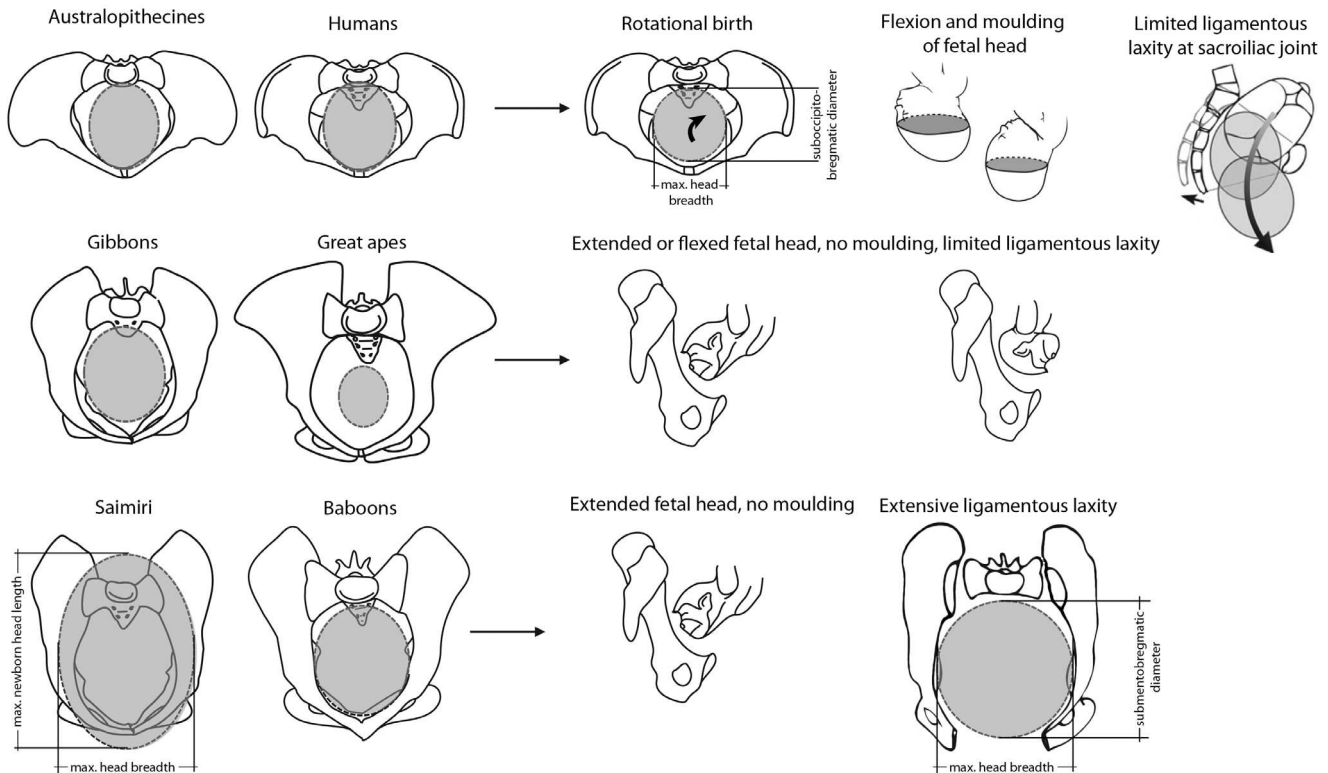 Australopithecines
Humans
Rotational birth
Flexion and moulding
of fetal head
Limited ligamentous
laxity at sacroiliac joint
suboccipito-
bregmatic diameter
max. head
breadth
Gibbons
Great apes
Extended or flexed fetal head, no moulding, limited ligamentous laxity
Saimiri
Baboons
Extended fetal head, no moulding
Extensive ligamentous laxity
max. newborn head length
max. head breadth
submentobregmatic
diameter
max. head breadth